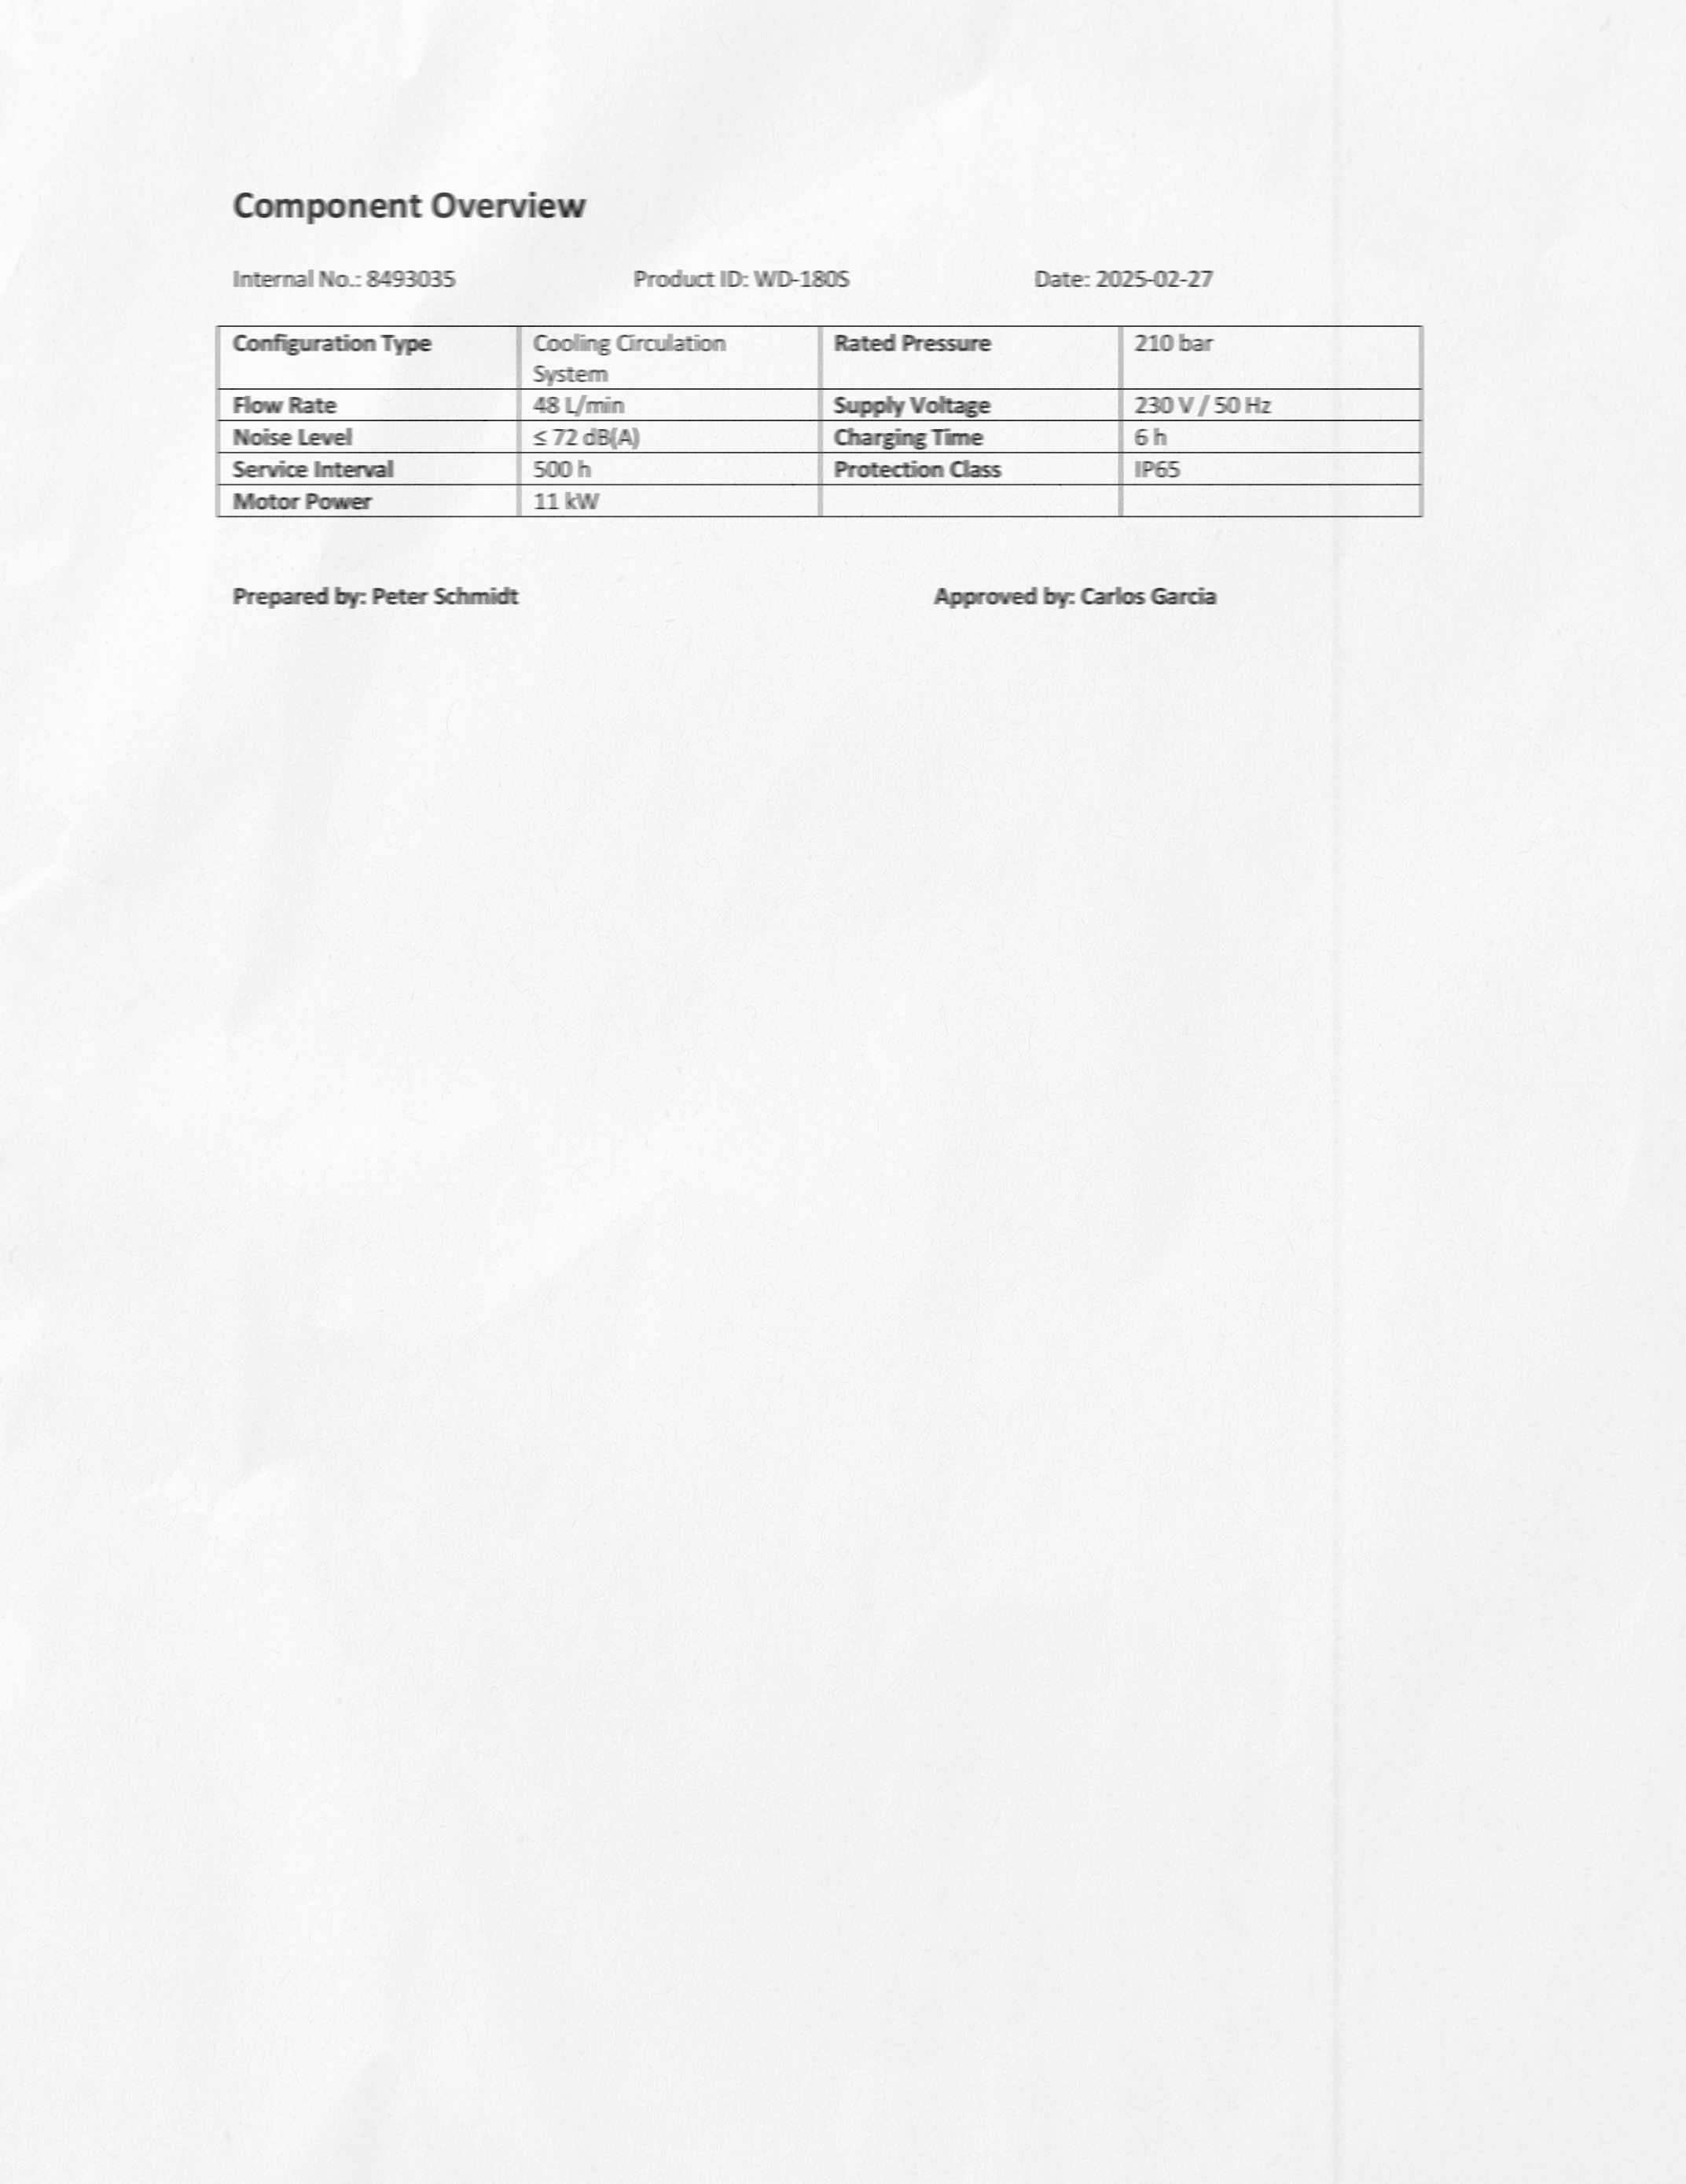 Component Overview
Internal No.: 8493035 Product ID: WD-180S Date: 2025-02-27
Configuration Type Cooling Circulation System Rated Pressure 210 bar
Flow Rate 48 L/min Supply Voltage 230 V / 50 Hz
Noise Level ≤ 72 dB(A) Charging Time 6 h
Service Interval 500 h Protection Class IP65
Motor Power 11 kW
Prepared by: Peter Schmidt Approved by: Carlos Garcia